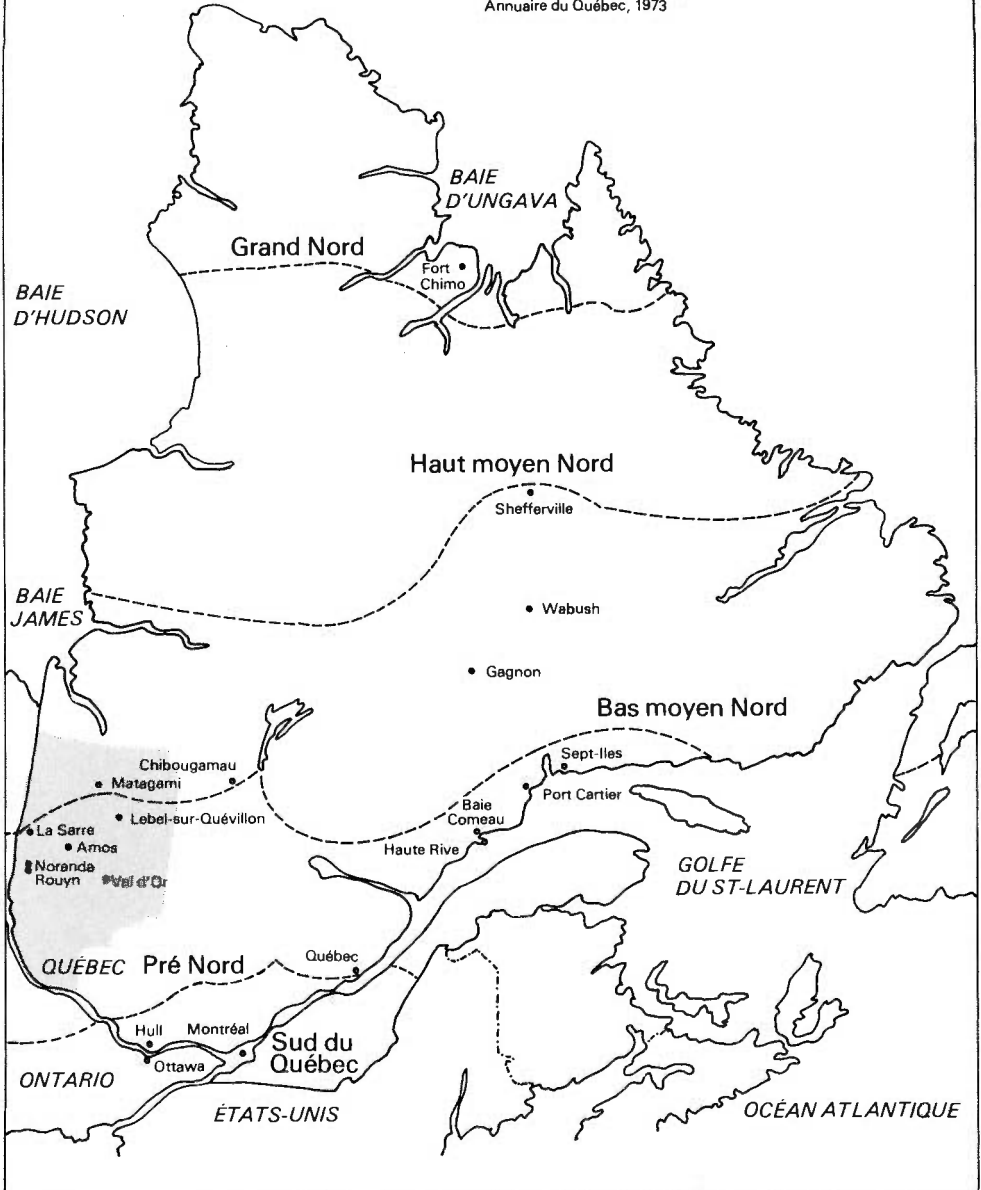 Annuaire du Québec, 1973
BAIE
D'UNGAVA
Grand Nord
Fort
Chimo
BAIE
D'HUDSON
Haut moyen Nord
Shefferville
BAIE
JAMES
Wabush
Gagnon
Bas moyen Nord
Sept-Iles
Chibougamau
Matagami
Port Cartier
Baie
Comeau
Lebel-sur-Quévillon
La Sarre
Amos
Haute Rive
Noranda
Rouyn
Val d'Or
GOLFE
DU ST-LAURENT
QUÉBEC
Pré Nord
Québec
Hull
Montréal
Sud du
Québec
Ottawa
ONTARIO
ÉTATS-UNIS
OCÉAN ATLANTIQUE